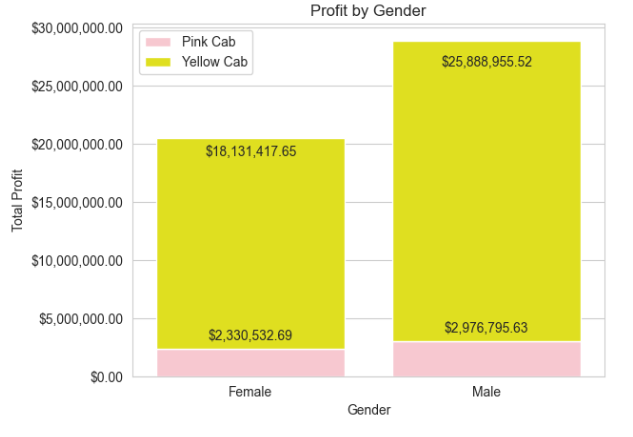 Profit by Gender
$30,000,000.00
$25,000,000.00
$20,000,000.00
$15,000,000.00
$10,000,000.00
$5,000,000.00
$0.00
Total Profit
Pink Cab
Yellow Cab
$18,131,417.65
$25,888,955.52
$2,330,532.69
$2,976,795.63
Female
Male
Gender